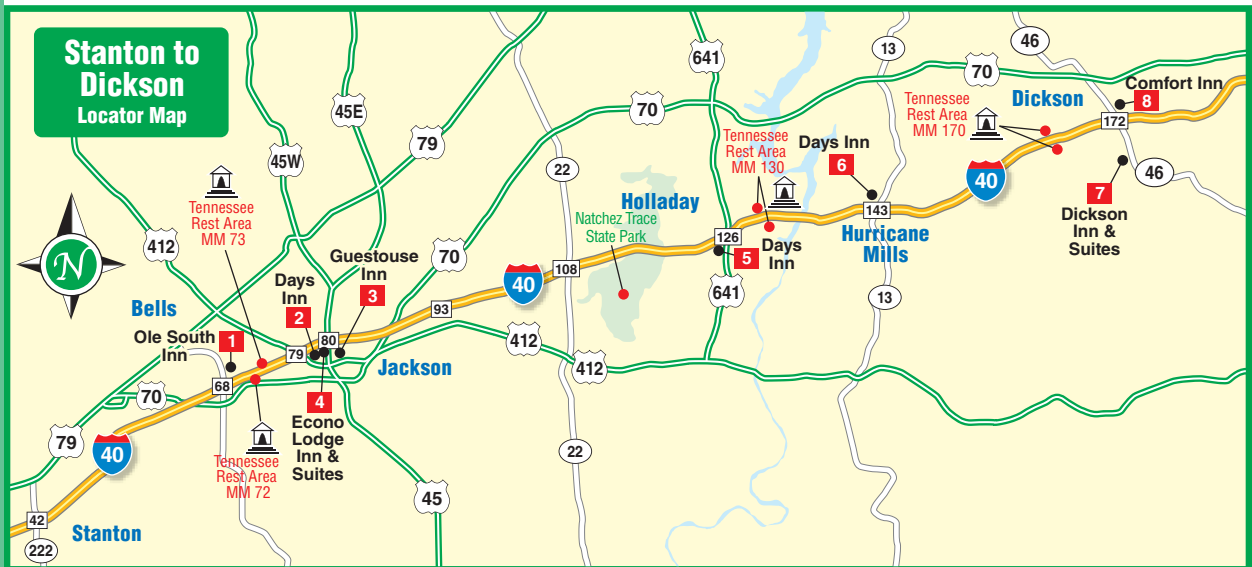 Stanton to
Dickson
Locator Map
45E
79
45W
412
Tennessee
Rest Area
MM 73
N
Bells
Ole South
Inn
1
Days
Inn
2
Guestouse
Inn
3
70
79
80
68
70
79
40
Tennessee
Rest Area
MM 72
4
Econo
Lodge
Inn &
Suites
Jackson
45
42
Stanton
222
93
40
412
22
108
412
22
70
641
Holladay
Natchez Trace
State Park
Tennessee
Rest Area
MM 130
126
5
Days
Inn
641
Days Inn
6
143
Hurricane
Mills
13
13
70
Tennessee
Rest Area
MM 170
Dickson
40
46
Comfort Inn
8
172
46
7
Dickson
Inn &
Suites